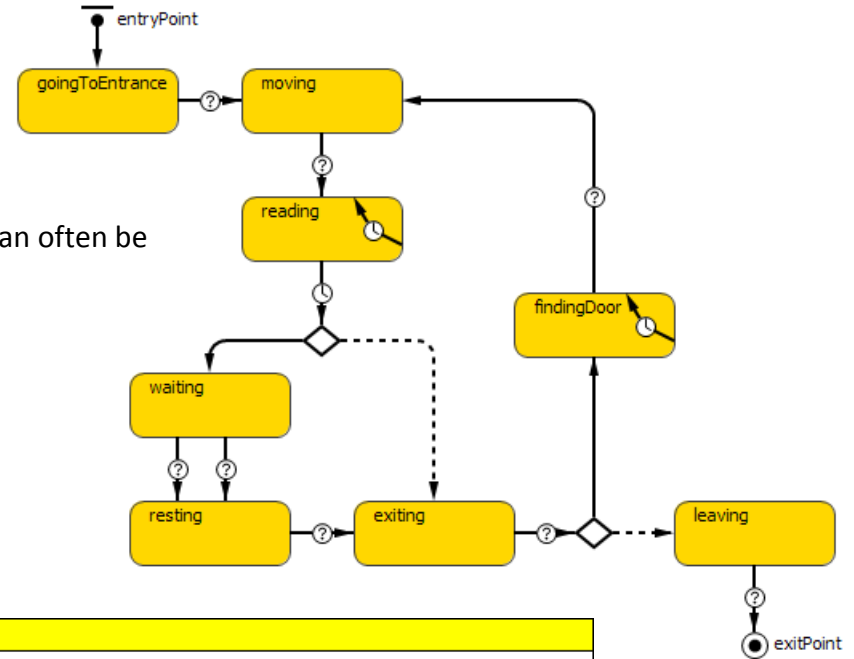 entryPoint
goingToEntrance
moving
?
?
reading
?
an often be
findingDoor
waiting
? ?
resting
?
exiting
?
leaving
?
exitPoint